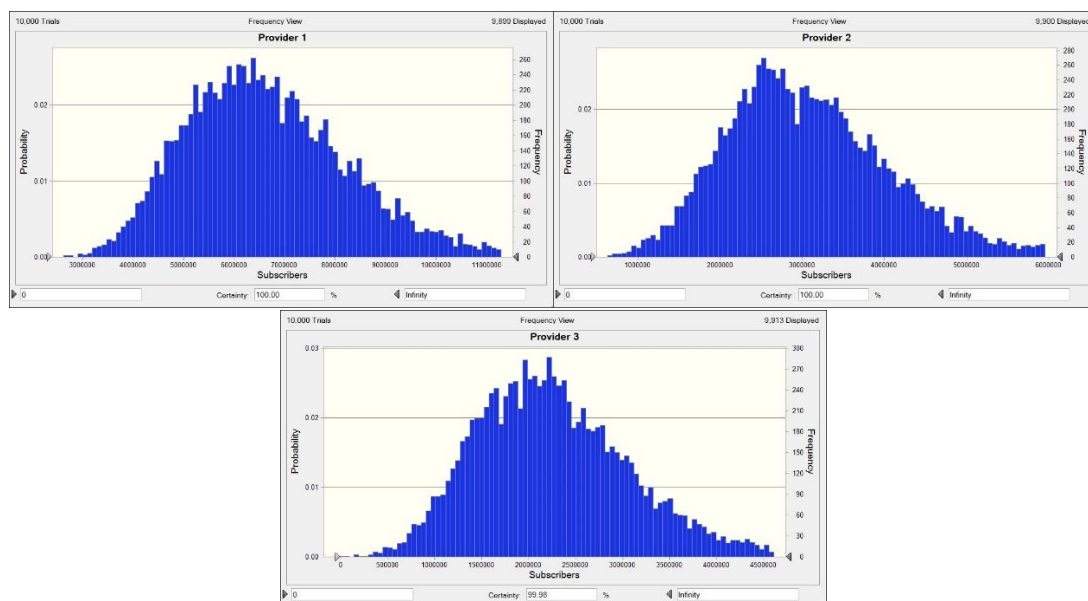 10,000 Trials Frequency View 9,899 Displayed
Provider 1
Probability
0.02
0.01
0.00
260
240
220
200
180
160
140
120
100
80
60
40
20
0
Frequency
3000000 4000000 5000000 6000000 7000000 8000000 9000000 10000000 11000000
Subscribers
0 Certainty: 100.00 % Infinity
10,000 Trials Frequency View 9,900 Displayed
Provider 2
Probability
0.02
0.01
0.00
280
260
240
220
200
180
160
140
120
100
80
60
40
20
0
Frequency
1000000 2000000 3000000 4000000 5000000 6000000
Subscribers
0 Certainty: 100.00 % Infinity
10,000 Trials Frequency View 9,913 Displayed
Provider 3
Probability
0.03
0.02
0.01
0.00
300
270
240
210
180
150
120
90
60
30
0
Frequency
0 500000 1000000 1500000 2000000 2500000 3000000 3500000 4000000 4500000
Subscribers
0 Certainty: 99.98 % Infinity